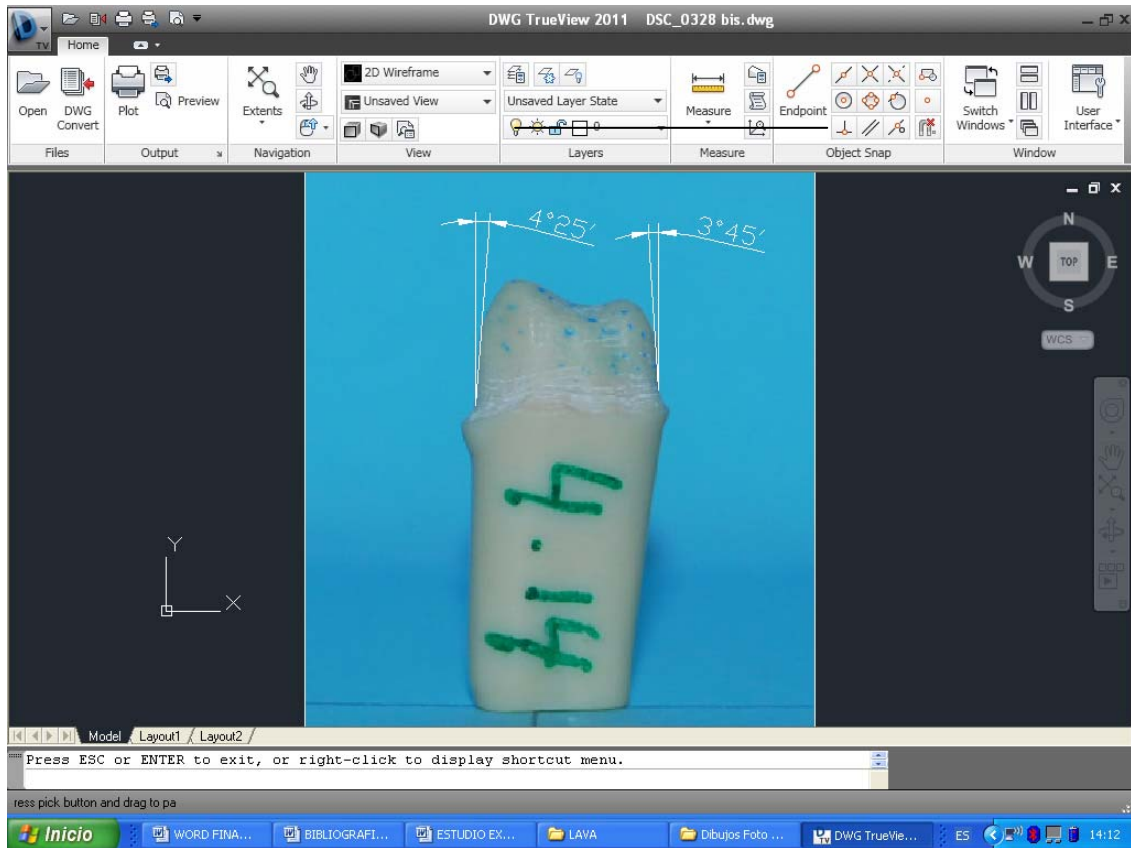 DWG TrueView 2011 DSC_0328 bis.dwg
TV
Home
2D Wireframe
Unsaved View
Unsaved Layer State
0
Open
DWG Convert
Plot
Preview
Extents
Measure
Endpoint
Switch Windows
User Interface
Files
Output
Navigation
View
Layers
Measure
Object Snap
Window
4°25'
3°45'
N
W
TOP
E
S
WCS
4.14
Y
X
Model
Layout1
Layout2
Press ESC or ENTER to exit, or right-click to display shortcut menu.
ress pick button and drag to pa
Inicio
WORD FINA...
BIBLIOGRAFI...
ESTUDIO EX...
LAVA
Dibujos Foto ...
DWG TrueVie...
ES
14:12